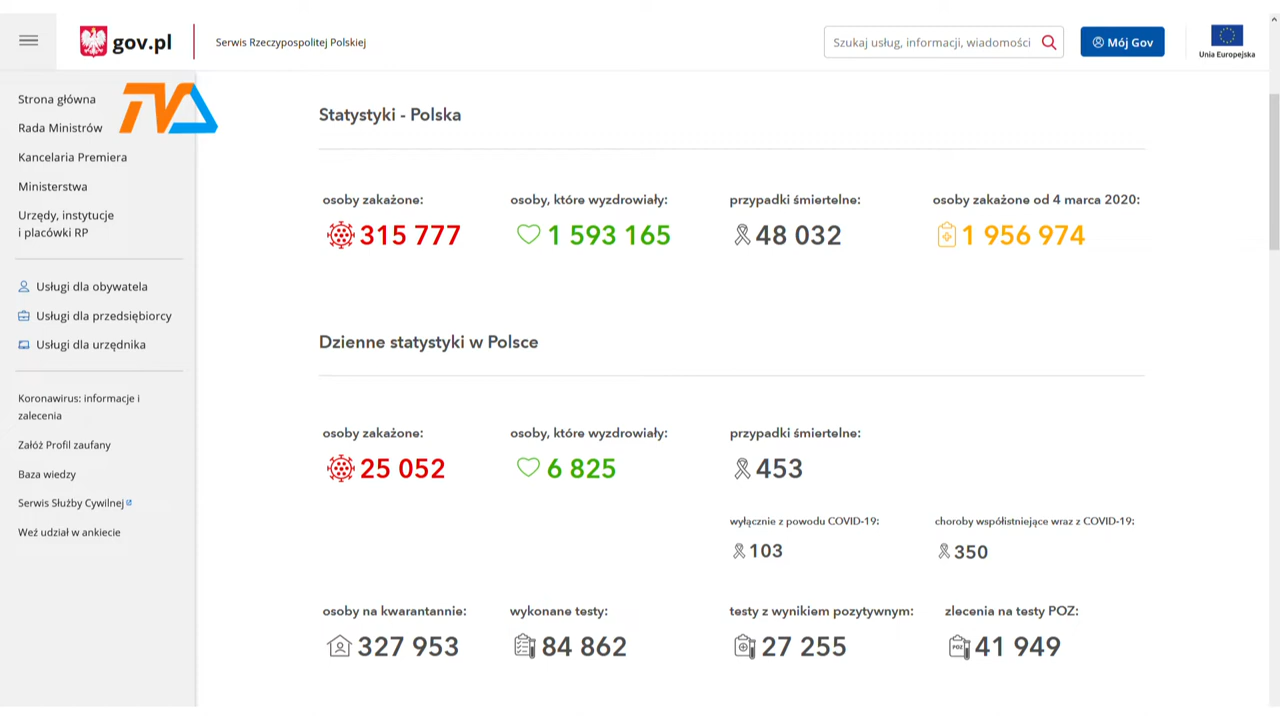 gov.pl
Serwis Rzeczypospolitej Polskiej
Szukaj usług, informacji, wiadomości
Mój Gov
Unia Europejska
Strona główna
TVA
Rada Ministrów
Kancelaria Premiera
Ministerstwa
Urzędy, instytucje
i placówki RP
Usługi dla obywatela
Usługi dla przedsiębiorcy
Usługi dla urzędnika
Koronawirus: informacje i
zalecenia
Załóż Profil zaufany
Baza wiedzy
Serwis Służby Cywilnej
Weź udział w ankiecie
Statystyki - Polska
osoby zakażone:
315 777
osoby, które wyzdrowiały:
1 593 165
przypadki śmiertelne:
48 032
osoby zakażone od 4 marca 2020:
1 956 974
Dzienne statystyki w Polsce
osoby zakażone:
25 052
osoby, które wyzdrowiały:
6 825
przypadki śmiertelne:
453
wyłącznie z powodu COVID-19:
103
choroby współistniejące wraz z COVID-19:
350
osoby na kwarantannie:
327 953
wykonane testy:
84 862
testy z wynikiem pozytywnym:
27 255
zlecenia na testy POZ:
POZ
41 949